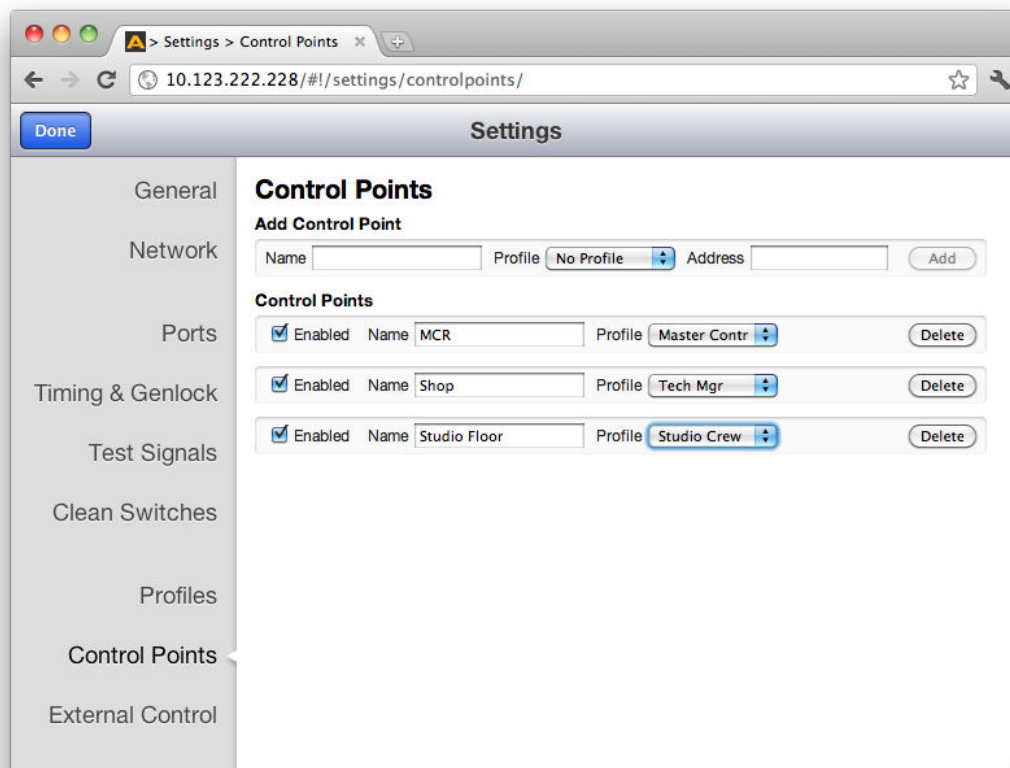 > Settings > Control Points
10.123.222.228/#!/settings/controlpoints/
Done
Settings
General
Network
Ports
Timing & Genlock
Test Signals
Clean Switches
Profiles
Control Points
External Control
Control Points
Add Control Point
Name Profile No Profile Address Add
Control Points
Enabled Name MCR Profile Master Contr Delete
Enabled Name Shop Profile Tech Mgr Delete
Enabled Name Studio Floor Profile Studio Crew Delete